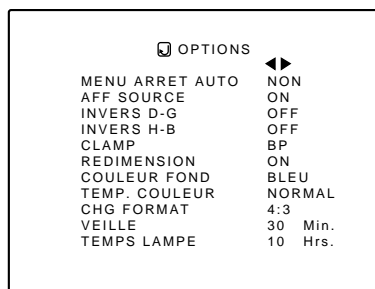 OPTIONS
MENU ARRET AUTO NON
AFF SOURCE ON
INVERS D-G OFF
INVERS H-B OFF
CLAMP BP
REDIMENSION ON
COULEUR FOND BLEU
TEMP. COULEUR NORMAL
CHG FORMAT 4:3
VEILLE 30 Min.
TEMPS LAMPE 10 Hrs.